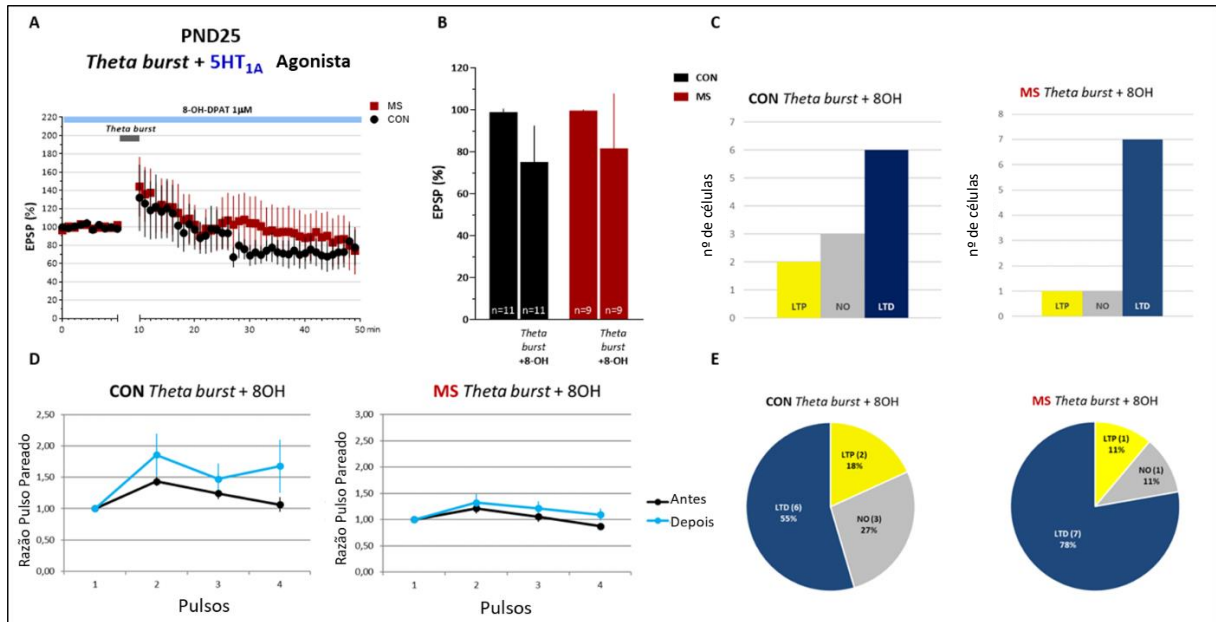 A
PND25
Theta burst + 5HT1A Agonista
8-OH-DPAT 1µM
Theta burst
MS
CON
EPSP (%)
220
200
180
160
140
120
100
80
60
40
20
0
0
10
20
30
40
50 min
B
120
100
80
60
40
20
0
EPSP (%)
n=11
n=11
n=9
n=9
Theta
burst
+8-OH
Theta
burst
+8-OH
CON
MS
C
CON Theta burst + 8OH
nº de células
7
6
5
4
3
2
1
0
LTP
NO
LTD
MS Theta burst + 8OH
nº de células
8
7
6
5
4
3
2
1
0
LTP
NO
LTD
D
CON Theta burst + 8OH
Razão Pulso Pareado
2,50
2,00
1,50
1,00
0,50
0,00
1
2
3
4
Pulsos
MS Theta burst + 8OH
Razão Pulso Pareado
3,00
2,50
2,00
1,50
1,00
0,50
0,00
1
2
3
4
Pulsos
Antes
Depois
E
CON Theta burst + 8OH
LTP (2)
18%
NO (3)
27%
LTD (6)
55%
MS Theta burst + 8OH
LTP (1)
11%
NO (1)
11%
LTD (7)
78%